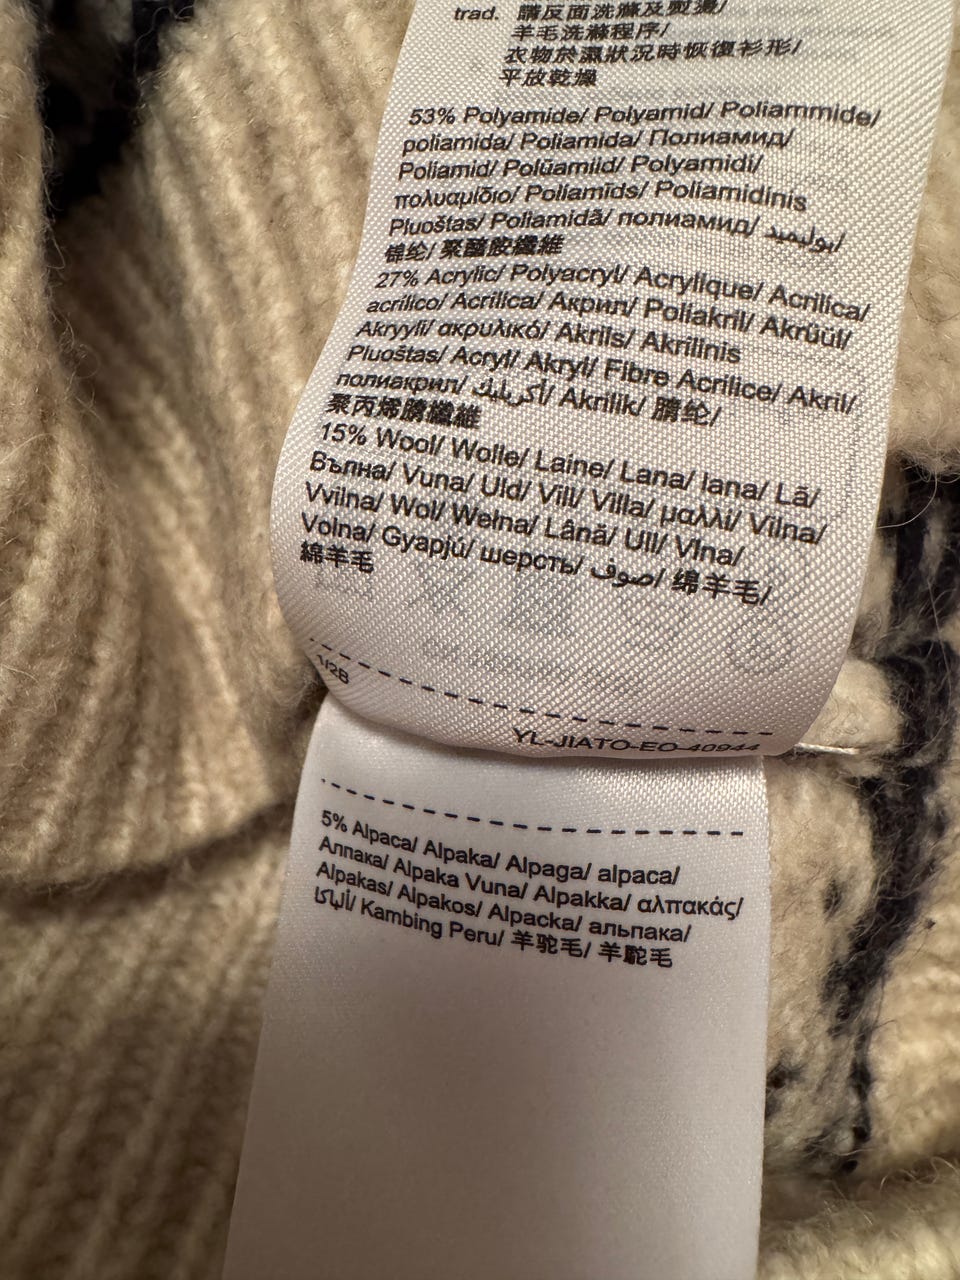 trad. 請反面洗滌及熨燙/
羊毛洗滌程序/
衣物於濕狀況時恢復衫形/
平放乾燥
53% Polyamide/ Polyamid/ Poliammide/
poliamida/ Poliamida/ Полиамид/
Poliamid/ Polüamiid/ Polyamidi/
πολυαμίδιο/ Poliamīds/ Poliamidinis
Pluoštas/ Poliamidă/ полиамид/ بوليميد/
锦纶/ 聚醯胺纖維
27% Acrylic/ Polyacryl/ Acrylique/ Acrilica/
acrílico/ Acrílica/ Акрил/ Poliakril/ Akrüül/
Akryyli/ ακρυλικό/ Akrils/ Akrilinis
Pluoštas/ Acryl/ Akryl/ Fibre Acrilice/ Akril/
полиакрил/ أكريليك/ Akrilik/ 腈纶/
聚丙烯腈纖維
15% Wool/ Wolle/ Laine/ Lana/ lana/ Lã/
Вълна/ Vuna/ Uld/ Vill/ Villa/ μαλλί/ Vilna/
Vvilna/ Wol/ Wełna/ Lână/ Ull/ Vlna/
Volna/ Gyapjú/ шерсть/ صوف/ 绵羊毛/
綿羊毛
1/2B
YL-JIATO-EO-40944
5% Alpaca/ Alpaka/ Alpaga/ alpaca/
Алпака/ Alpaka Vuna/ Alpakka/ αλπακάς/
Alpakas/ Alpakos/ Alpacka/ альпака/
ألباكا/ Kambing Peru/ 羊驼毛/ 羊駝毛